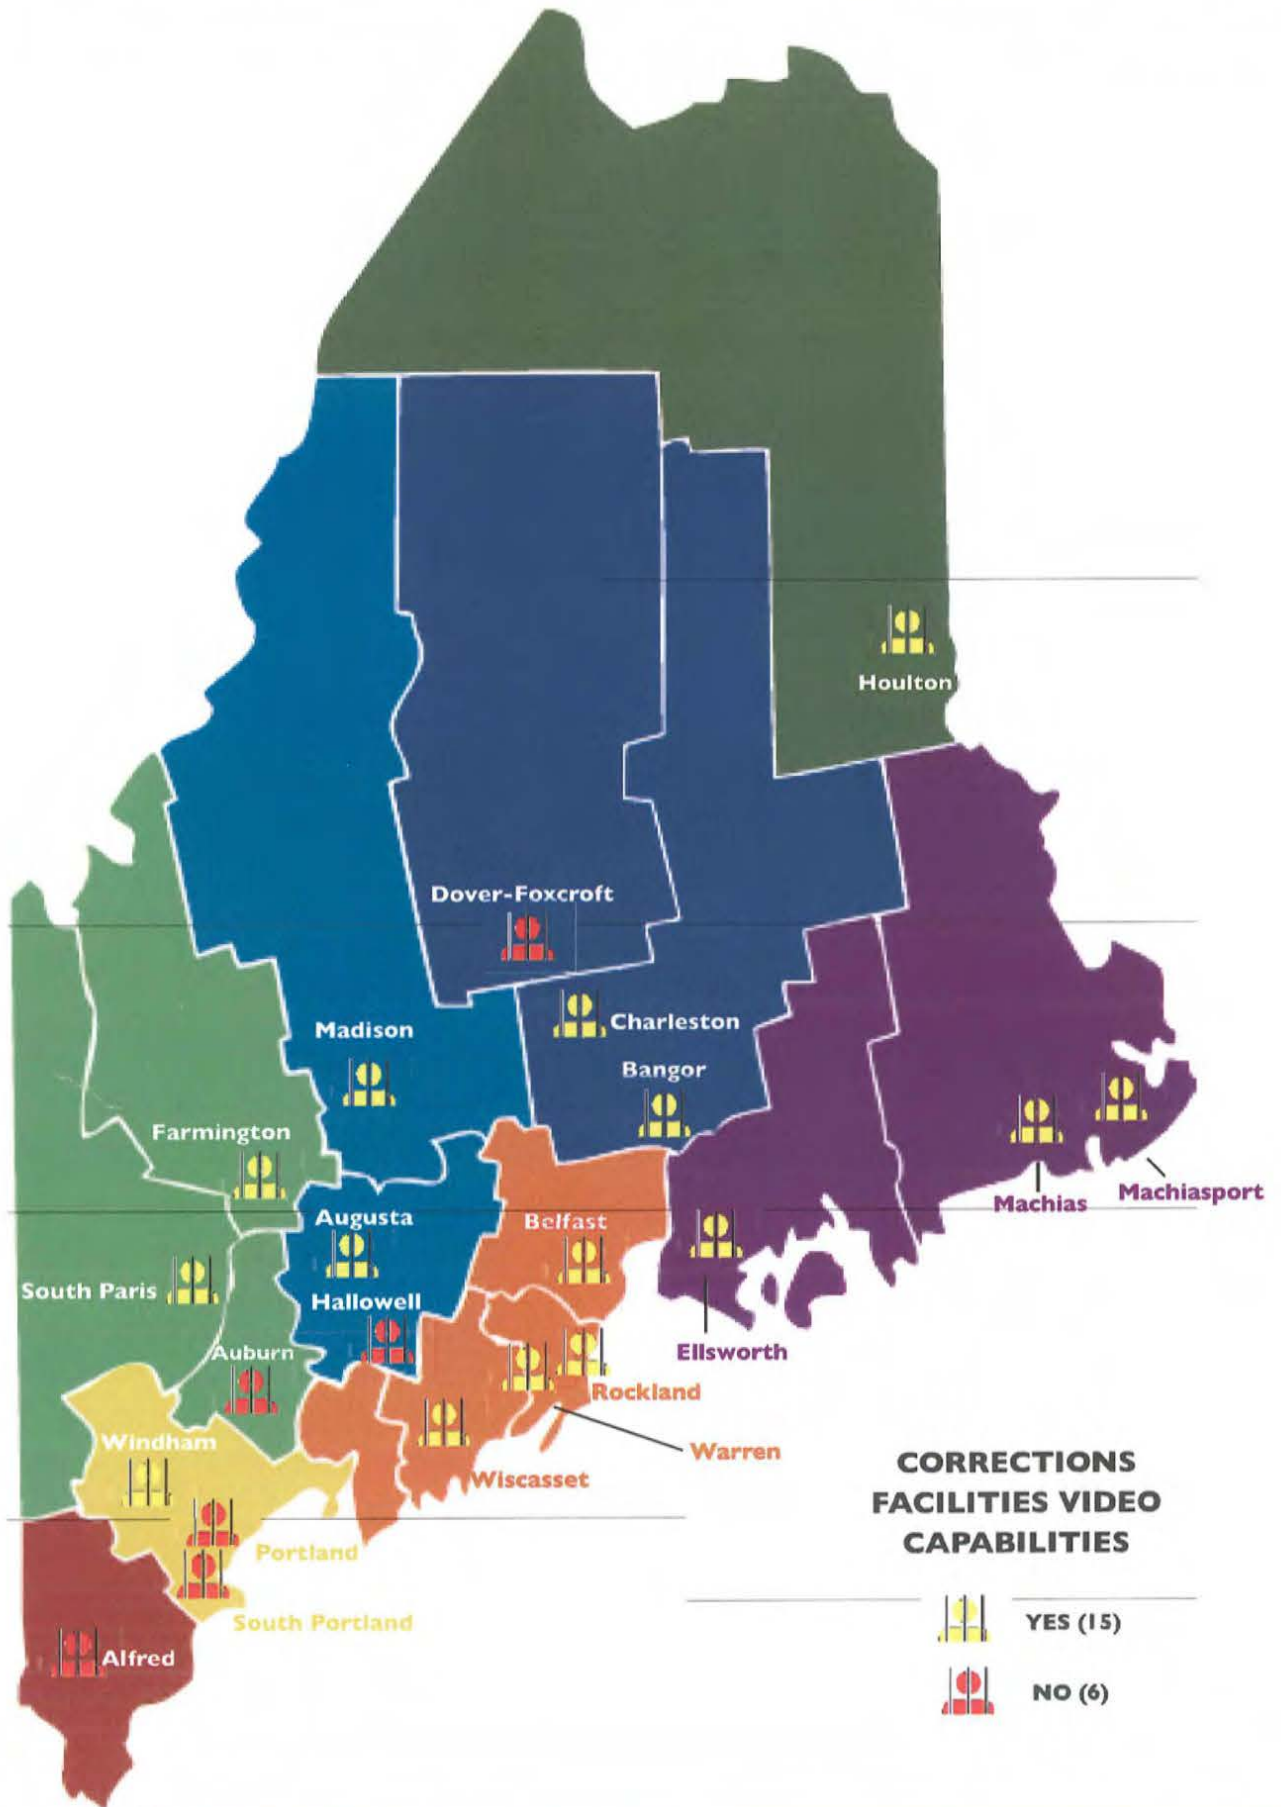 Houlton
Dover-Foxcroft
Charleston
Madison
Bangor
Farmington
Machiasport
Machias
Augusta
Belfast
South Paris
Hallowell
Auburn
Ellsworth
Rockland
Windham
Warren
Wiscasset
Portland
South Portland
Alfred
CORRECTIONS
FACILITIES VIDEO
CAPABILITIES
YES (15)
NO (6)